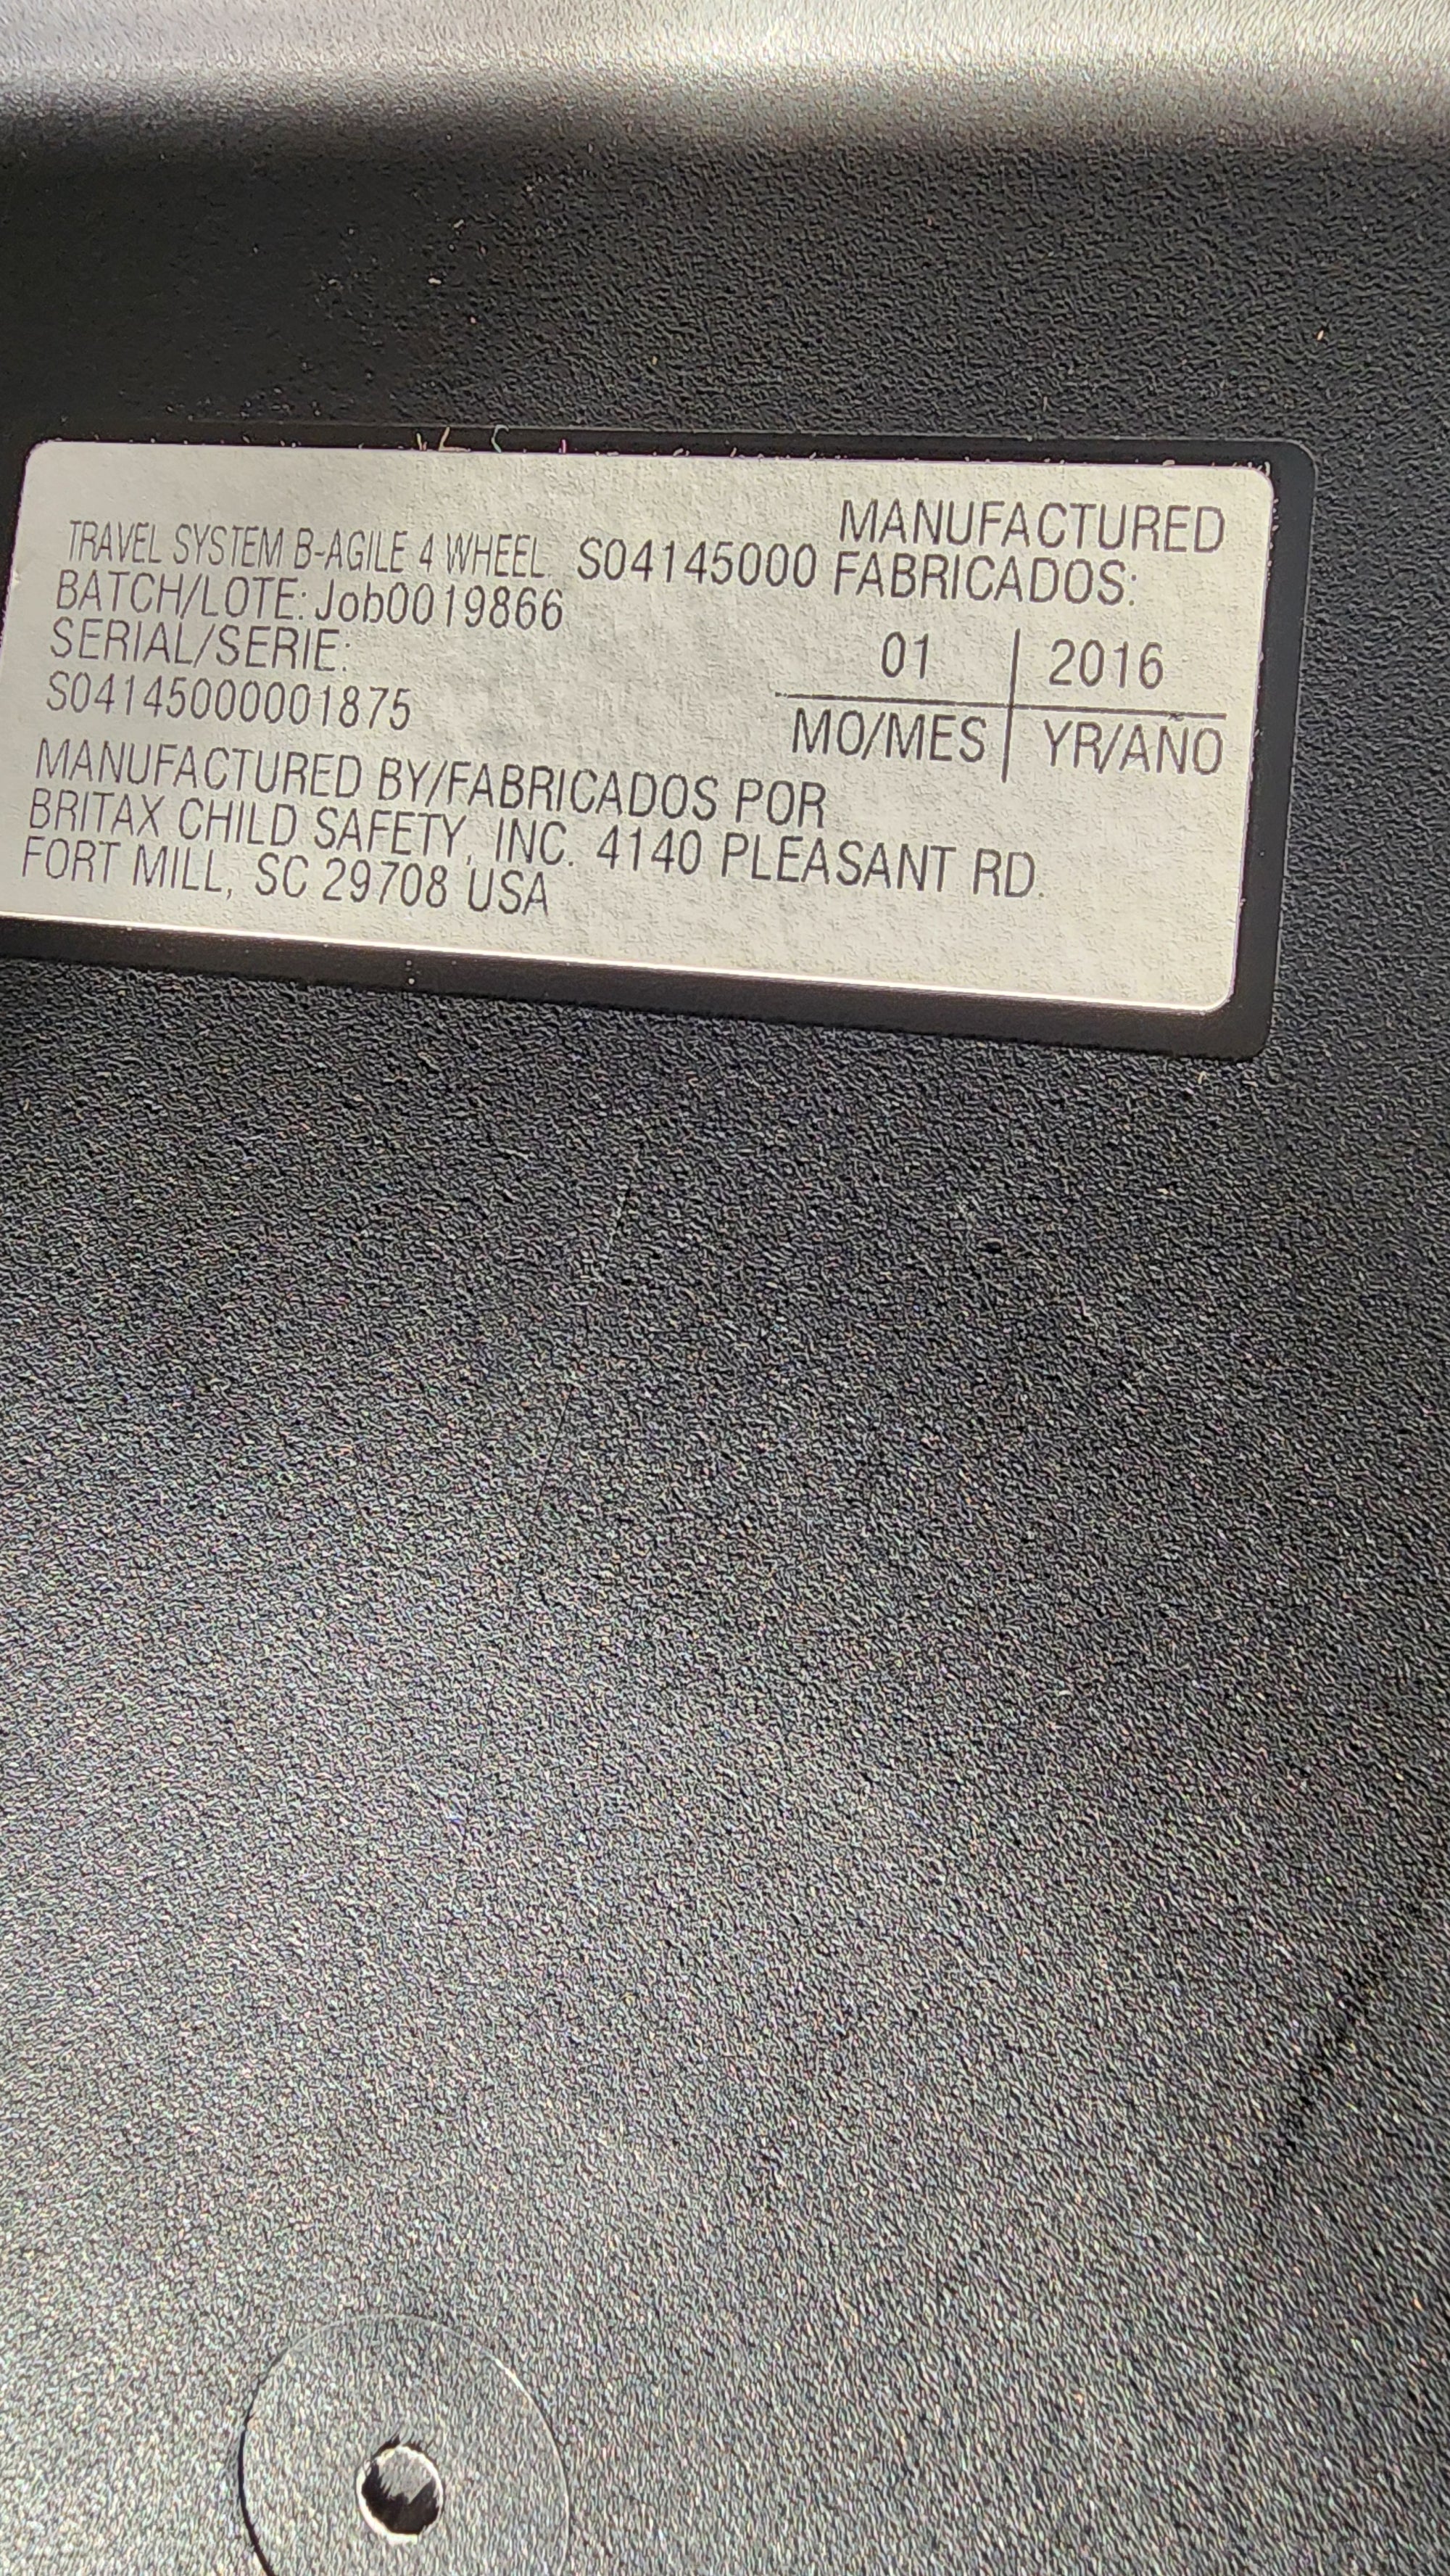 TRAVEL SYSTEM B-AGILE 4 WHEEL. S04145000
BATCH/LOTE: Job0019866
SERIAL/SERIE:
S04145000001875
MANUFACTURED
FABRICADOS:
01 2016
MO/MES YR/AÑO
MANUFACTURED BY/FABRICADOS POR
BRITAX CHILD SAFETY, INC. 4140 PLEASANT RD.
FORT MILL, SC 29708 USA